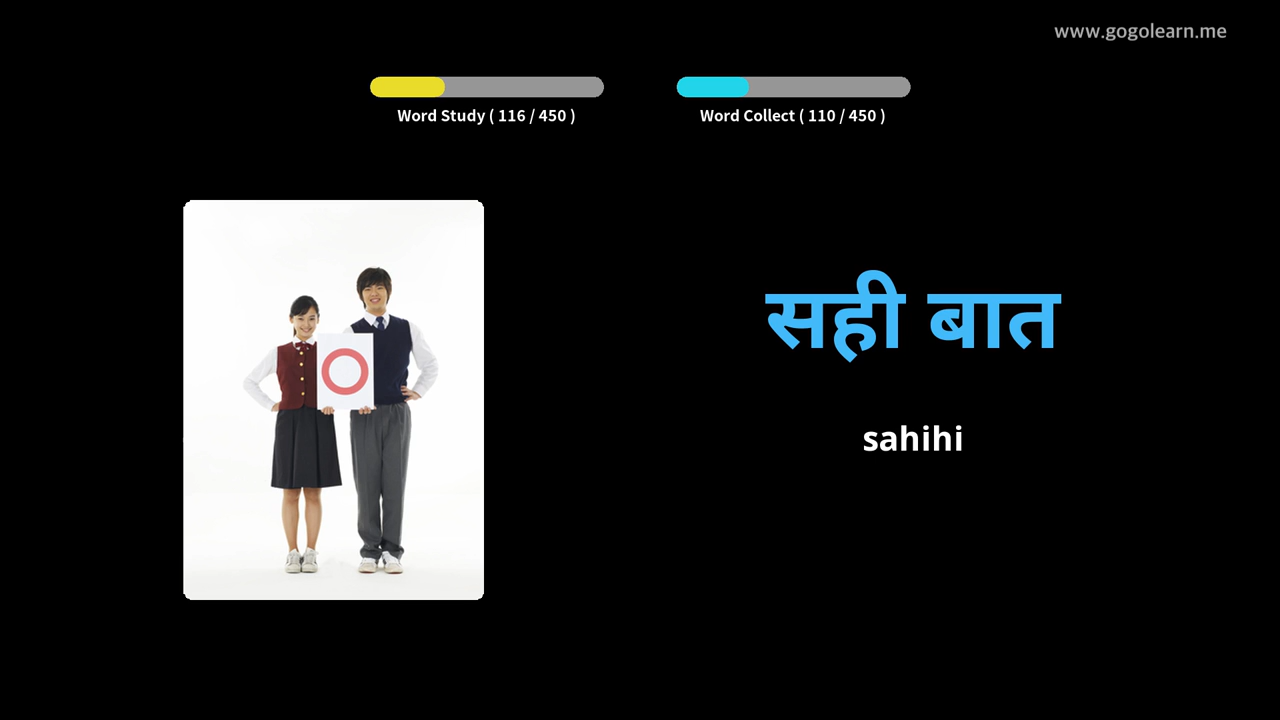 www.gogolearn.me
Word Study ( 116 / 450 )
Word Collect ( 110 / 450 )
सही बात
sahihi